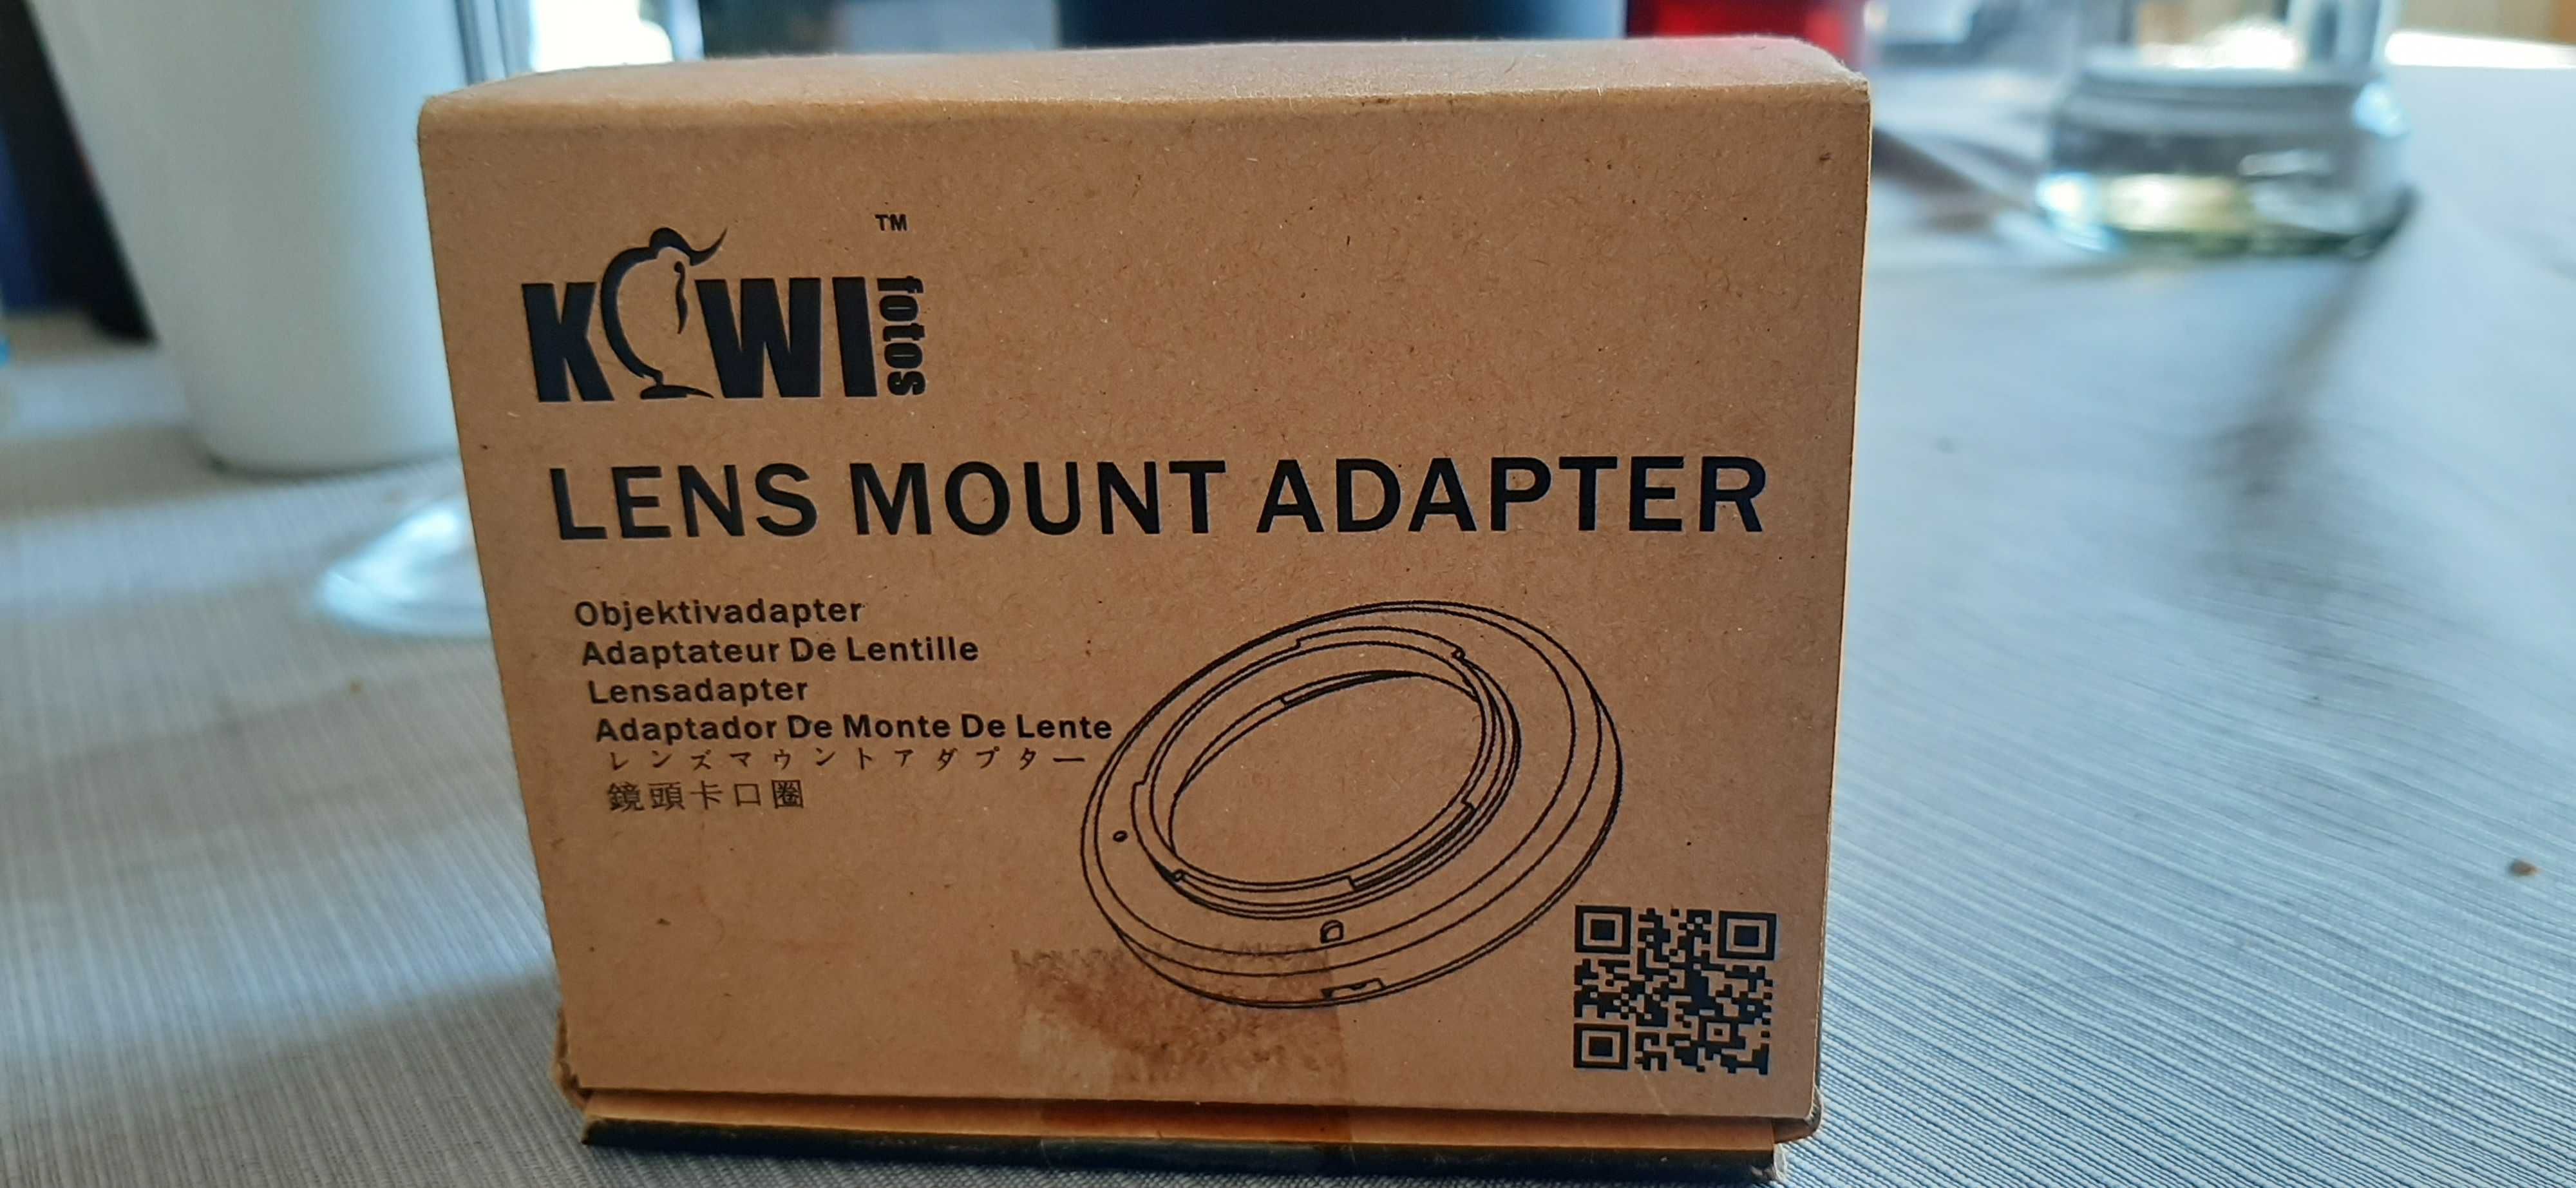 KIWI fotos ™
LENS MOUNT ADAPTER
Objektivadapter
Adaptateur De Lentille
Lensadapter
Adaptador De Monte De Lente
レンズマウントアダプター
鏡頭卡口圈